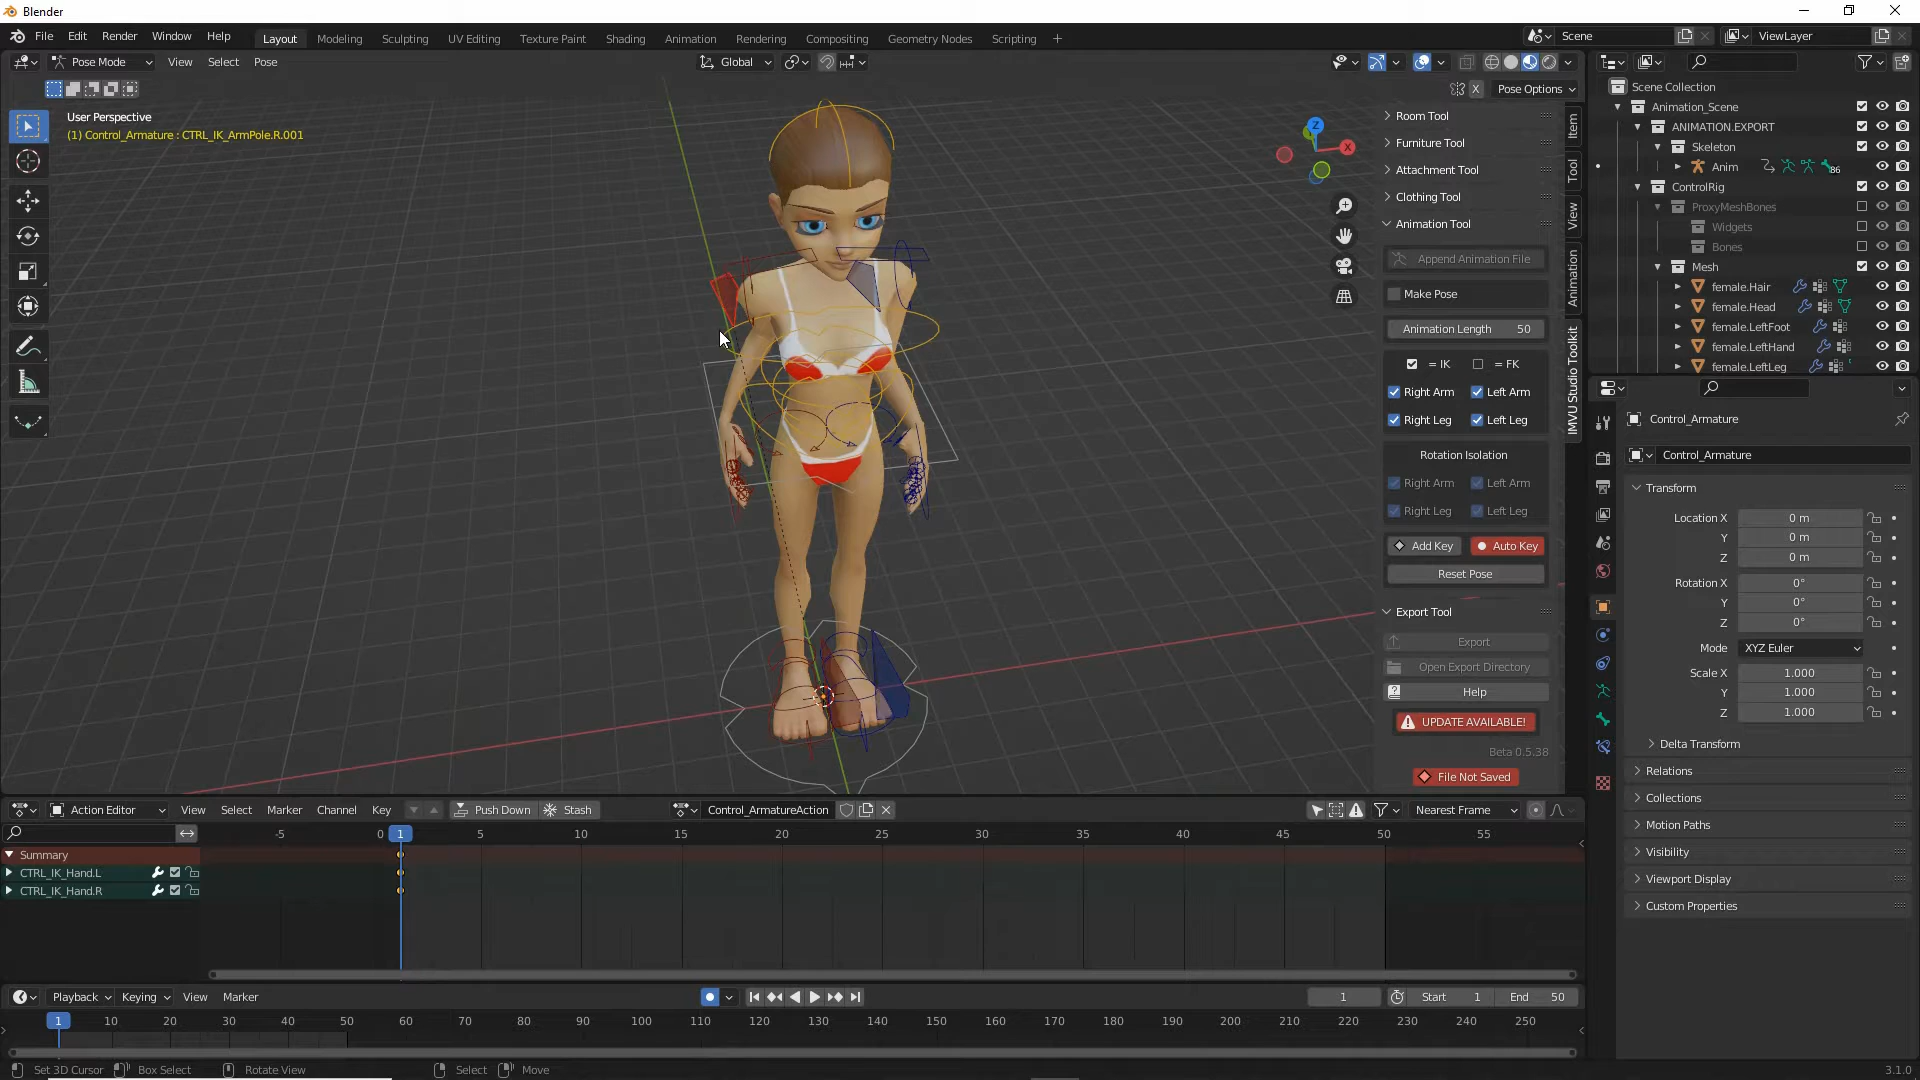 Blender
File Edit Render Window Help
Layout Modeling Sculpting UV Editing Texture Paint Shading Animation Rendering Compositing Geometry Nodes Scripting +
Scene
ViewLayer
Pose Mode View Select Pose
Global
X Pose Options
User Perspective
(1) Control_Armature : CTRL_IK_ArmPole.R.001
Z
X
Room Tool
Furniture Tool
Attachment Tool
Clothing Tool
Animation Tool
Append Animation File
Make Pose
Animation Length 50
= IK = FK
Right Arm Left Arm
Right Leg Left Leg
Rotation Isolation
Right Arm Left Arm
Right Leg Left Leg
Add Key Auto Key
Reset Pose
Export Tool
Export
Open Export Directory
Help
UPDATE AVAILABLE!
Beta 0.5.38
File Not Saved
Item
Tool
View
Animation
IMVU Studio Toolkit
Scene Collection
Animation_Scene
ANIMATION.EXPORT
Skeleton
Anim
86
ControlRig
ProxyMeshBones
Widgets
Bones
Mesh
female.Hair
female.Head
female.LeftFoot
female.LeftHand
female.LeftLeg
Control_Armature
Control_Armature
Transform
Location X 0 m
Y 0 m
Z 0 m
Rotation X 0°
Y 0°
Z 0°
Mode XYZ Euler
Scale X 1.000
Y 1.000
Z 1.000
Delta Transform
Relations
Collections
Motion Paths
Visibility
Viewport Display
Custom Properties
Action Editor View Select Marker Channel Key Push Down Stash Control_ArmatureAction Nearest Frame
-5 0 1 5 10 15 20 25 30 35 40 45 50 55
Summary
CTRL_IK_Hand.L
CTRL_IK_Hand.R
Playback Keying View Marker 1 Start 1 End 50
1 10 20 30 40 50 60 70 80 90 100 110 120 130 140 150 160 170 180 190 200 210 220 230 240 250
Set 3D Cursor Box Select Rotate View Select Move 3.1.0